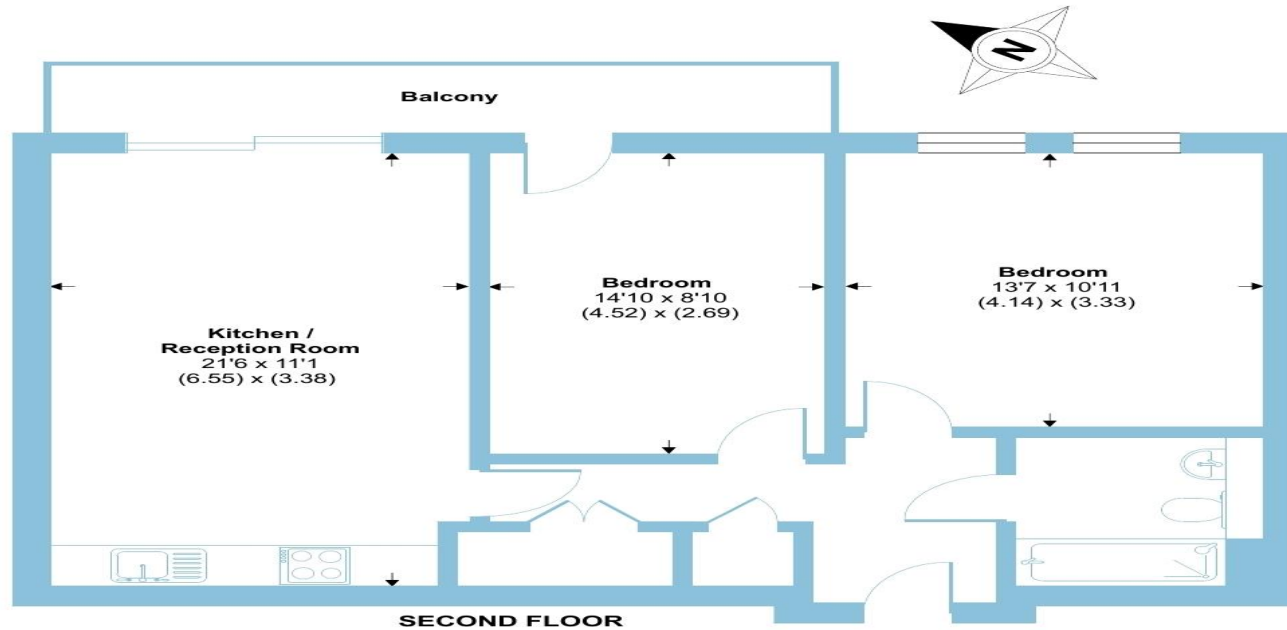 N
Balcony
Bedroom
14'10 x 8'10
(4.52) x (2.69)
Bedroom
13'7 x 10'11
(4.14) x (3.33)
Kitchen /
Reception Room
21'6 x 11'1
(6.55) x (3.38)
SECOND FLOOR